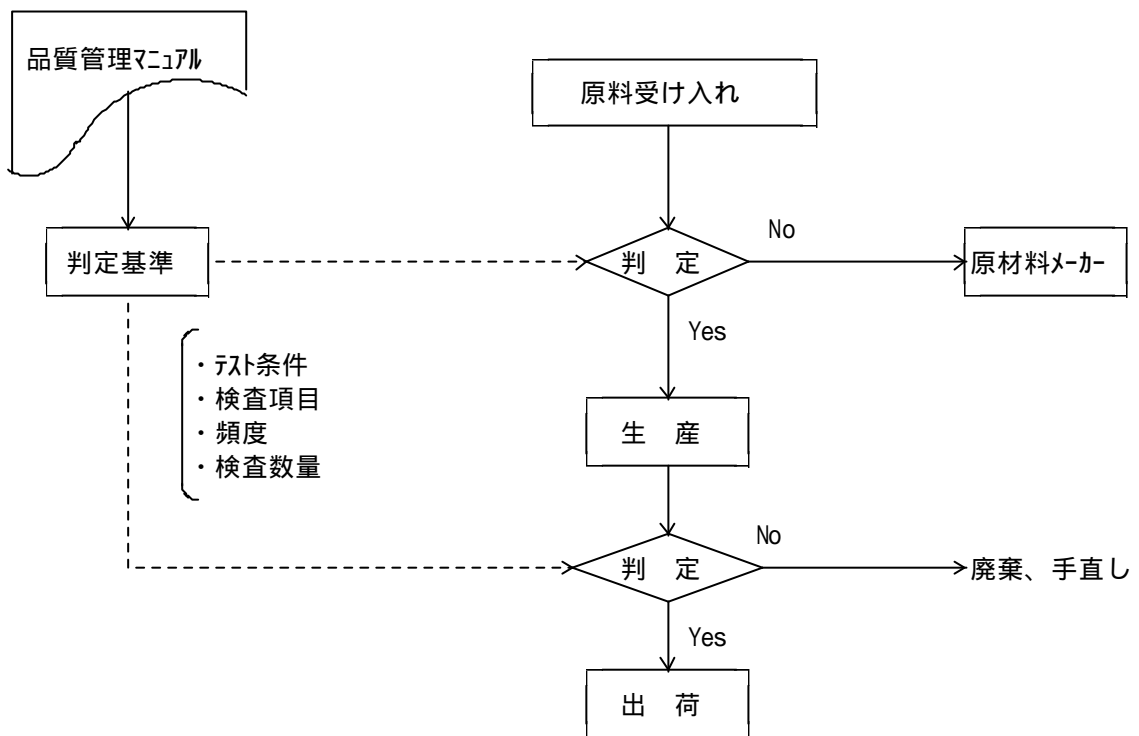 品質管理ﾏﾆｭｱﾙ
原料受け入れ
No
判定基準
判　定
原材料ﾒｰｶｰ
Yes
・ﾃｽﾄ条件
・検査項目
・頻度
・検査数量
生　産
No
判　定
廃棄、手直し
Yes
出　荷